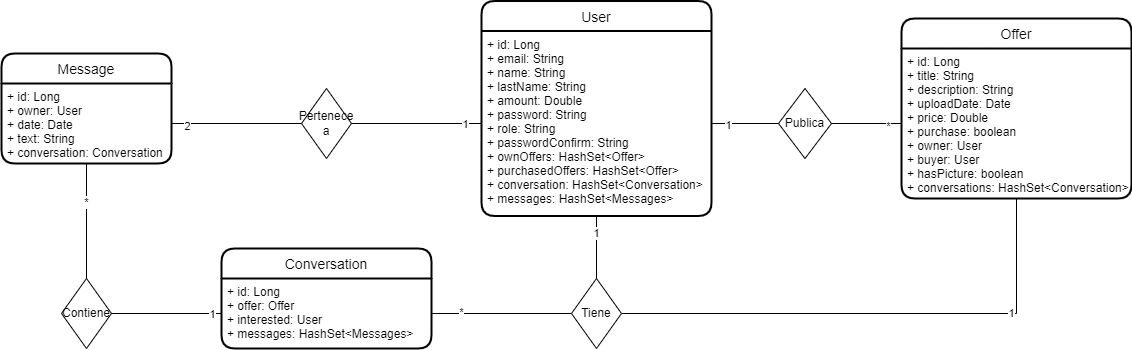 User
+ id: Long
+ email: String
+ name: String
+ lastName: String
+ amount: Double
+ password: String
+ role: String
+ passwordConfirm: String
+ ownOffers: HashSet<Offer>
+ purchasedOffers: HashSet<Offer>
+ conversation: HashSet<Conversation>
+ messages: HashSet<Messages>
Offer
+ id: Long
+ title: String
+ description: String
+ uploadDate: Date
+ price: Double
+ purchase: boolean
+ owner: User
+ buyer: User
+ hasPicture: boolean
+ conversations: HashSet<Conversation>
Message
+ id: Long
+ owner: User
+ date: Date
+ text: String
+ conversation: Conversation
2
Pertenece
a
1
1
Publica
*
*
1
Conversation
+ id: Long
+ offer: Offer
+ interested: User
+ messages: HashSet<Messages>
Contiene
1
*
Tiene
1